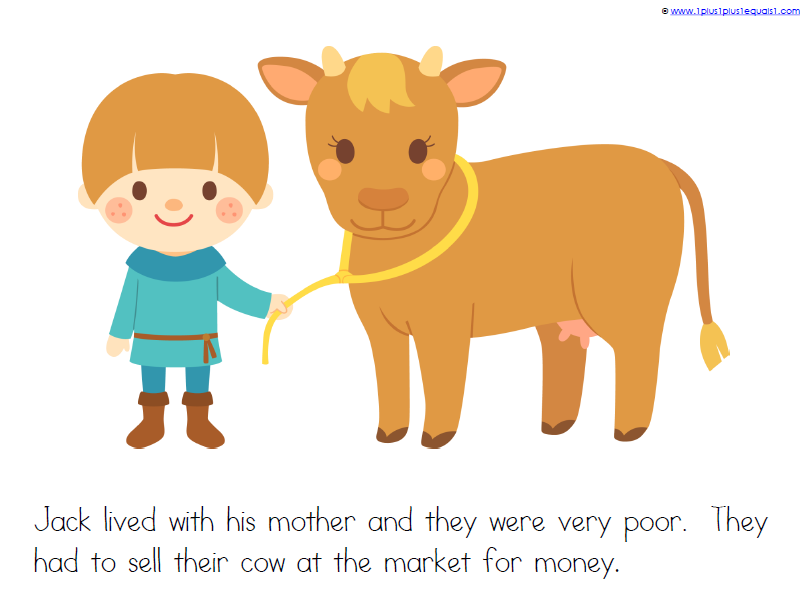 © www.1plus1plus1equals1.com
Jack lived with his mother and they were very poor.  They
had to sell their cow at the market for money.